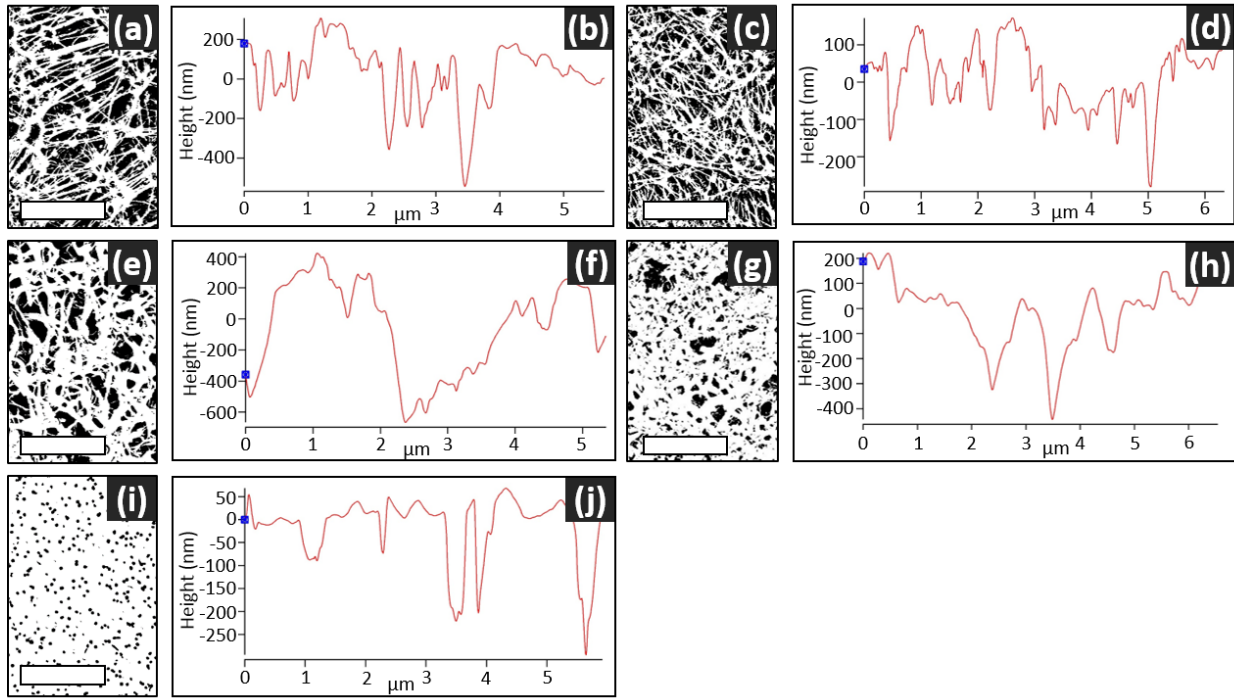 (a)
(b)
Height (nm)
200
0
-200
-400
0 1 2 3 4 5
μm
(c)
(d)
Height (nm)
100
0
-100
-200
0 1 2 3 4 5 6
μm
(e)
(f)
Height (nm)
400
200
0
-200
-400
-600
0 1 2 3 4 5
μm
(g)
(h)
Height (nm)
200
100
0
-100
-200
-300
-400
0 1 2 3 4 5 6
μm
(i)
(j)
Height (nm)
50
0
-50
-100
-150
-200
-250
0 1 2 3 4 5
μm